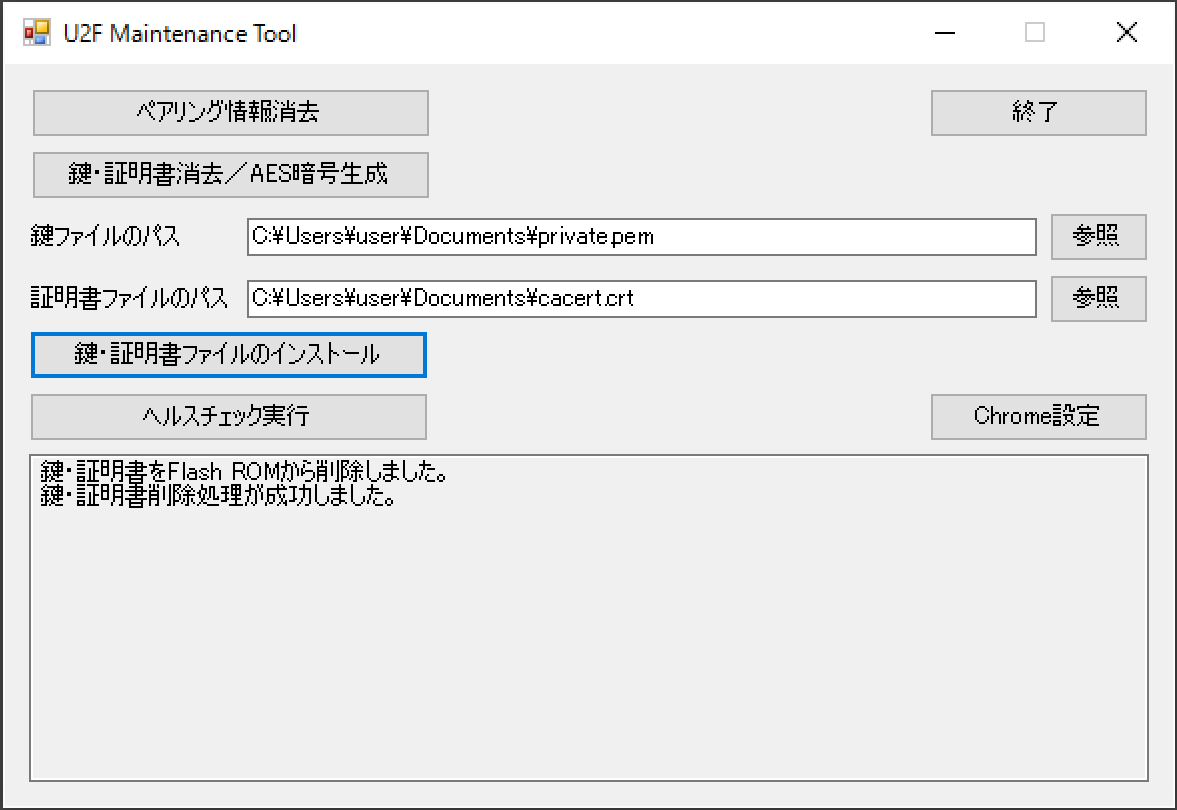 U2F Maintenance Tool
ペアリング情報消去
終了
鍵・証明書消去／AES暗号生成
鍵ファイルのパス
C:¥Users¥user¥Documents¥private.pem
参照
証明書ファイルのパス
C:¥Users¥user¥Documents¥cacert.crt
参照
鍵・証明書ファイルのインストール
ヘルスチェック実行
Chrome設定
鍵・証明書をFlash ROMから削除しました。
鍵・証明書削除処理が成功しました。